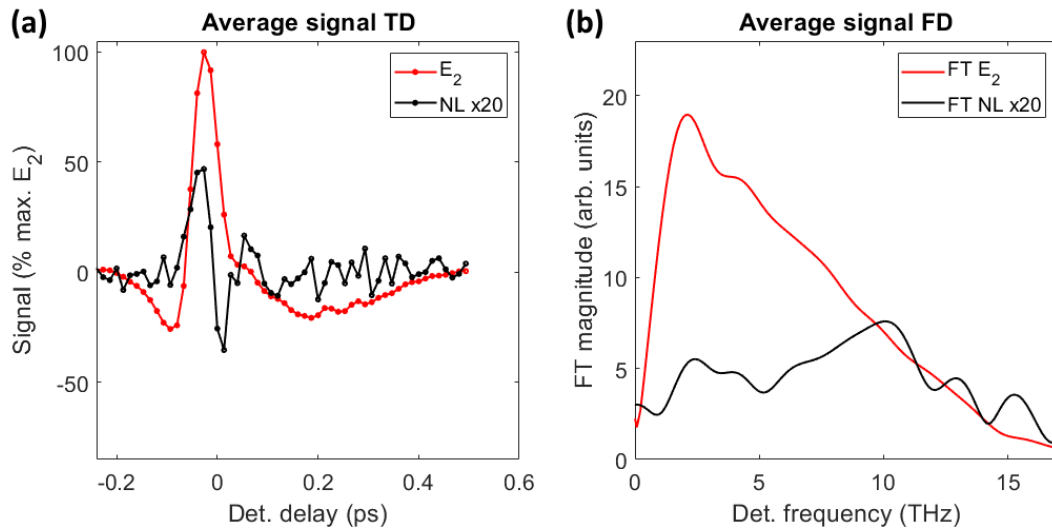 (a)
Average signal TD
E2
NL x20
100
50
0
-50
Signal (% max. E2)
-0.2
0
0.2
0.4
0.6
Det. delay (ps)
(b)
Average signal FD
FT E2
FT NL x20
20
15
10
5
0
FT magnitude (arb. units)
0
5
10
15
Det. frequency (THz)